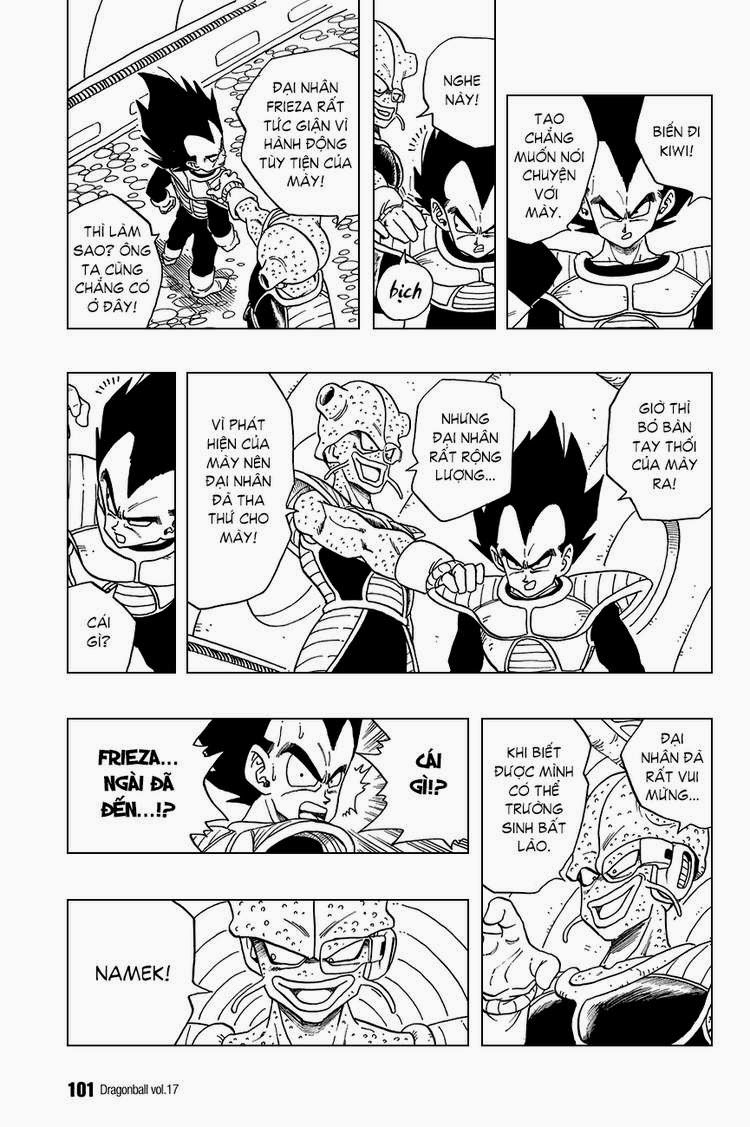 BIẾN ĐI
KIWI!
TAO
CHẲNG
MUỐN NÓI
CHUYỆN
VỚI
MÀY.
NGHE
NÀY!
bịch
ĐẠI NHÂN
FRIEZA RẤT
TỨC GIẬN VÌ
HÀNH ĐỘNG
TÙY TIỆN CỦA
MÀY!
THÌ LÀM
SAO? ÔNG
TA CŨNG
CHẲNG CÓ
Ở ĐÂY!
GIỜ THÌ
BỎ BÀN
TAY THỐI
CỦA MÀY
RA!
NHƯNG
ĐẠI NHÂN
RẤT RỘNG
LƯỢNG...
VÌ PHÁT
HIỆN CỦA
MÀY NÊN
ĐẠI NHÂN
ĐÃ THA
THỨ CHO
MÀY!
CÁI
GÌ?
ĐẠI
NHÂN ĐÃ
RẤT VUI
MỪNG...
KHI BIẾT
ĐƯỢC MÌNH
CÓ THỂ
TRƯỜNG
SINH BẤT
LÃO.
CÁI
GÌ!?
FRIEZA...
NGÀI ĐÃ
ĐẾN...!?
NAMEK!
101 Dragonball vol.17